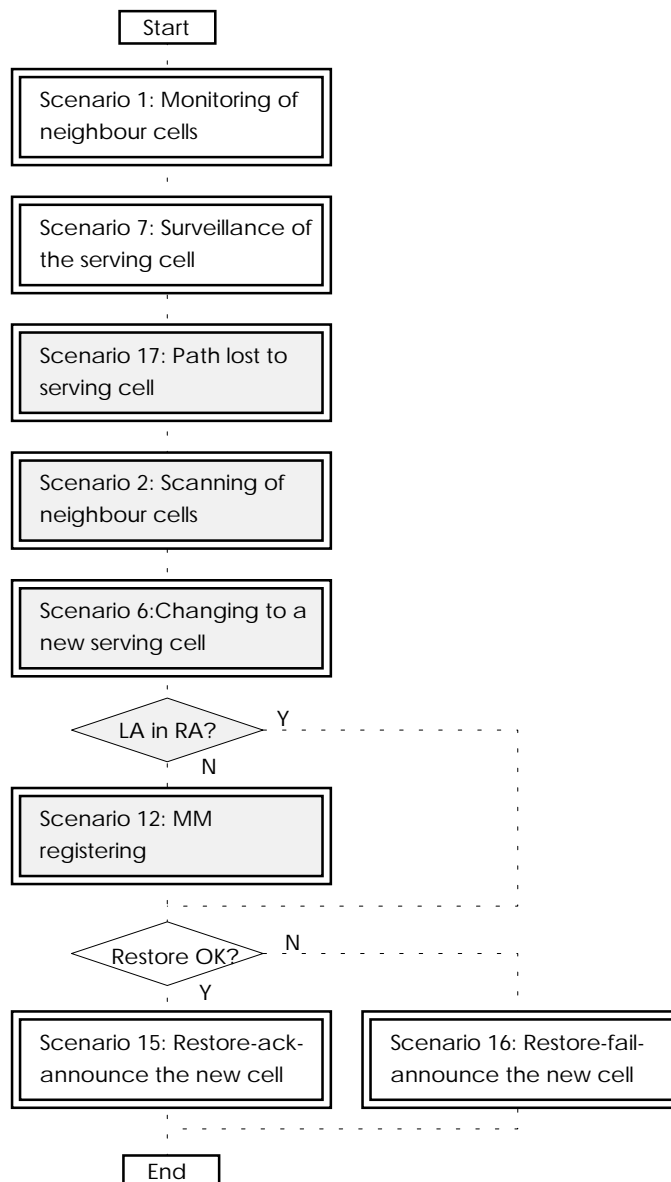 Start
Scenario 1: Monitoring of
neighbour cells
Scenario 7: Surveillance of
the serving cell
Scenario 17: Path lost to
serving cell
Scenario 2: Scanning of
neighbour cells
Scenario 6:Changing to a
new serving cell
LA in RA?
Y
N
Scenario 12: MM
registering
Restore OK?
N
Y
Scenario 15: Restore-ack-
announce the new cell
Scenario 16: Restore-fail-
announce the new cell
End